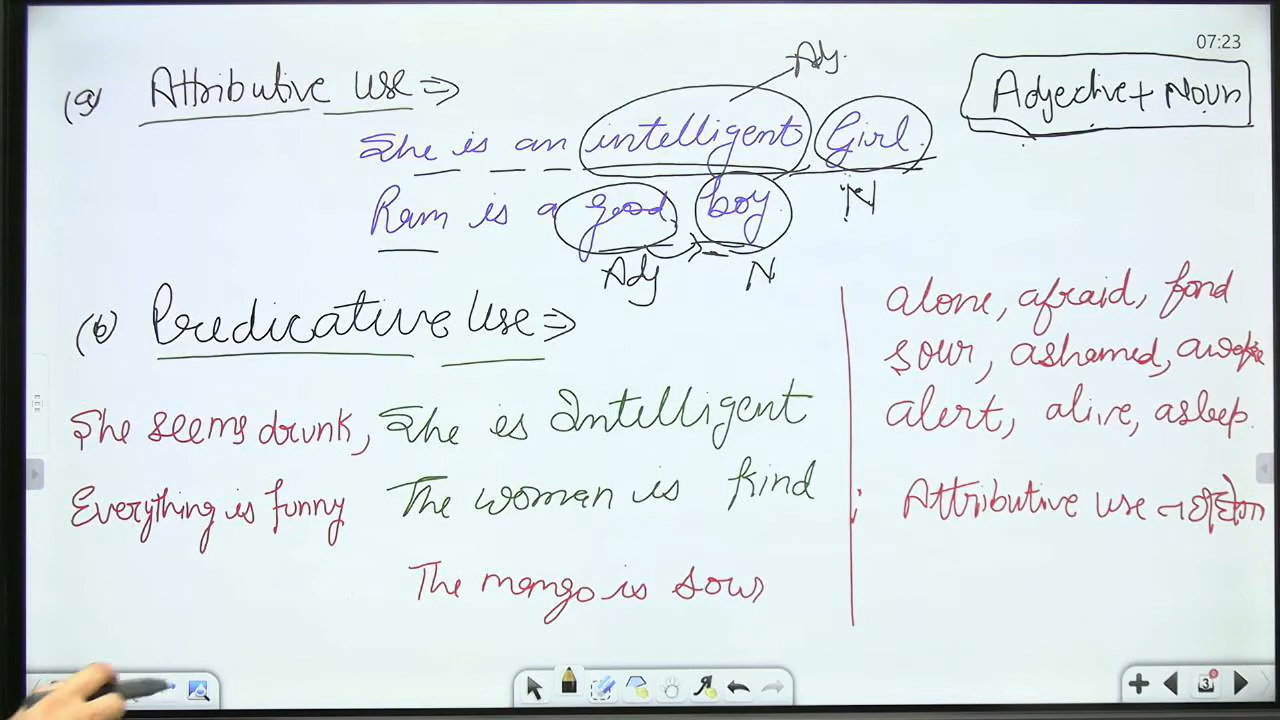 07:23
(a) Attributive use ⇒
Adj.
Adjective + Noun
She is an intelligent Girl.
N
Ram is a good boy
Adj N
(b) Predicative Use ⇒
alone, afraid, fond
sour, ashamed, awake
alert, alive, asleep.
She seems drunk, She is Intelligent
Everything is funny The woman is kind
Attributive use
The mango is sour
3